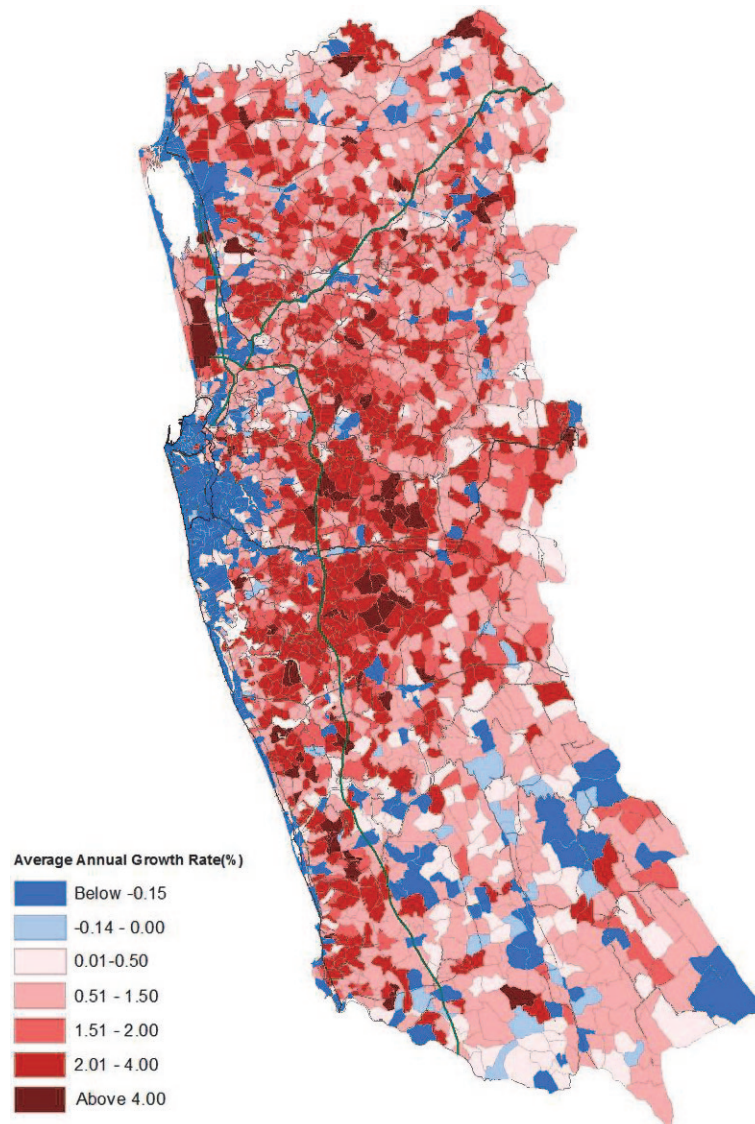 Average Annual Growth Rate(%)
Below -0.15
-0.14 - 0.00
0.01-0.50
0.51 - 1.50
1.51 - 2.00
2.01 - 4.00
Above 4.00